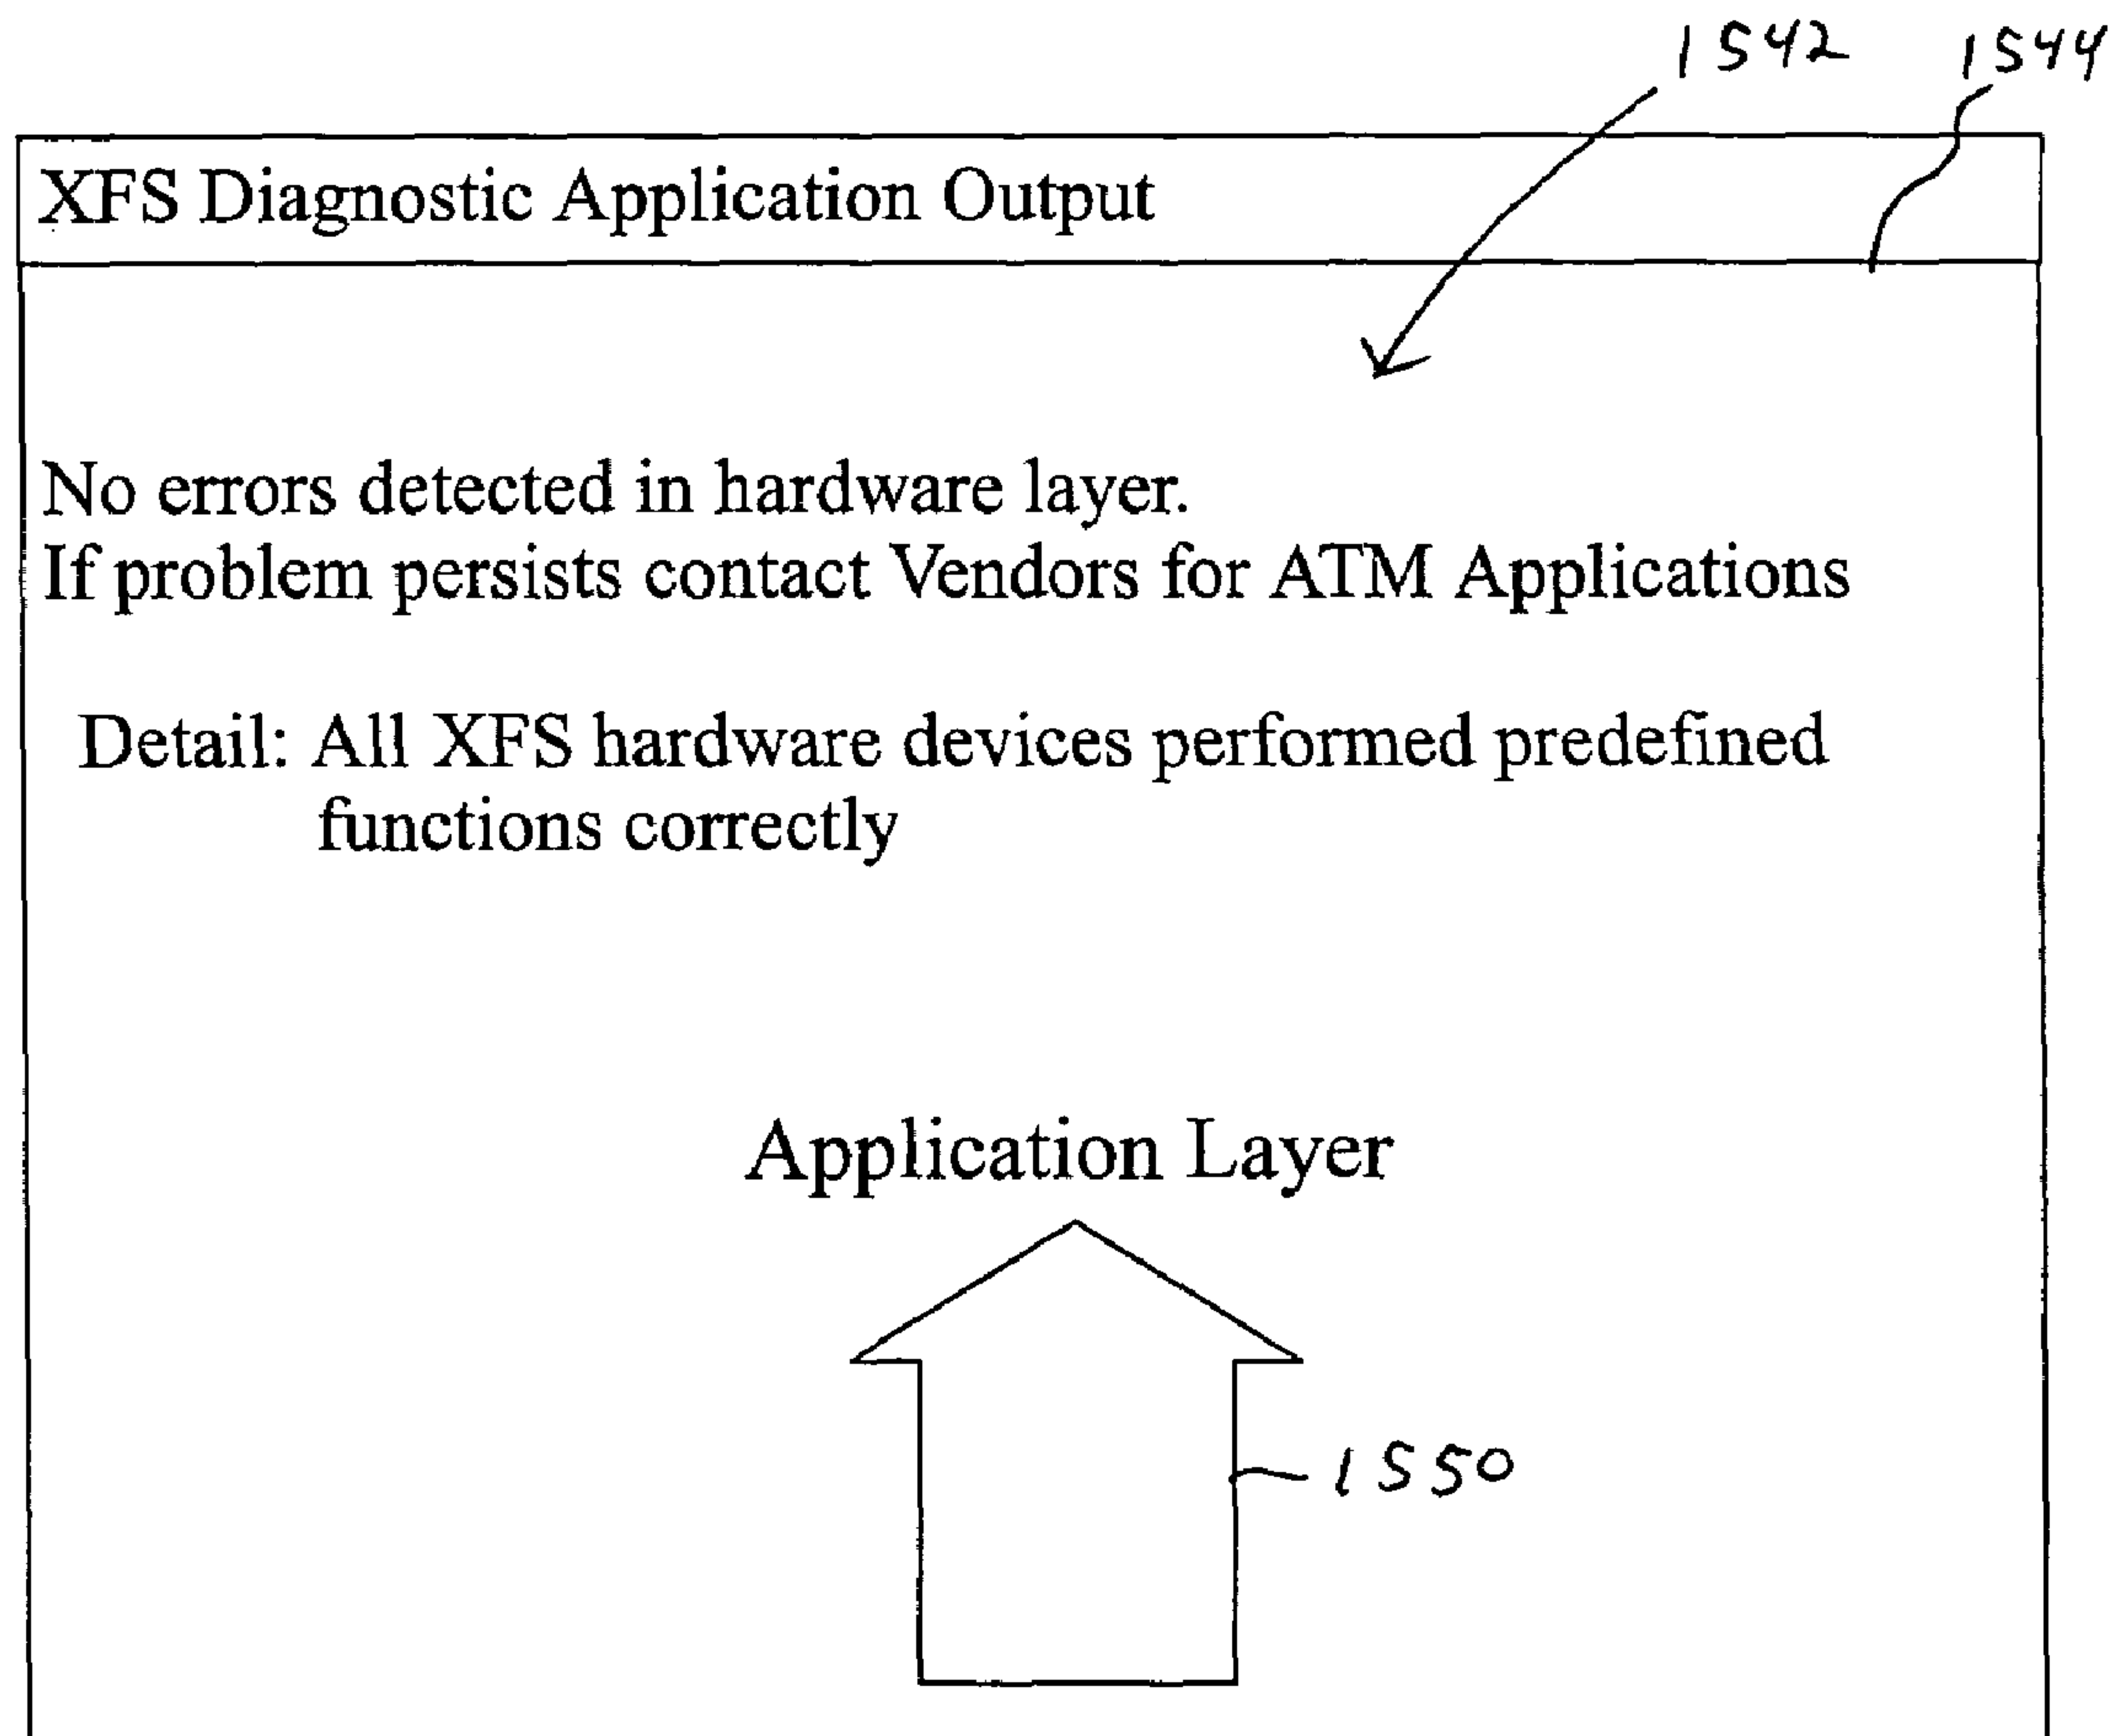 1542 1544
XFS Diagnostic Application Output
No errors detected in hardware layer.
If problem persists contact Vendors for ATM Applications
Detail: All XFS hardware devices performed predefined
functions correctly
Application Layer
1550